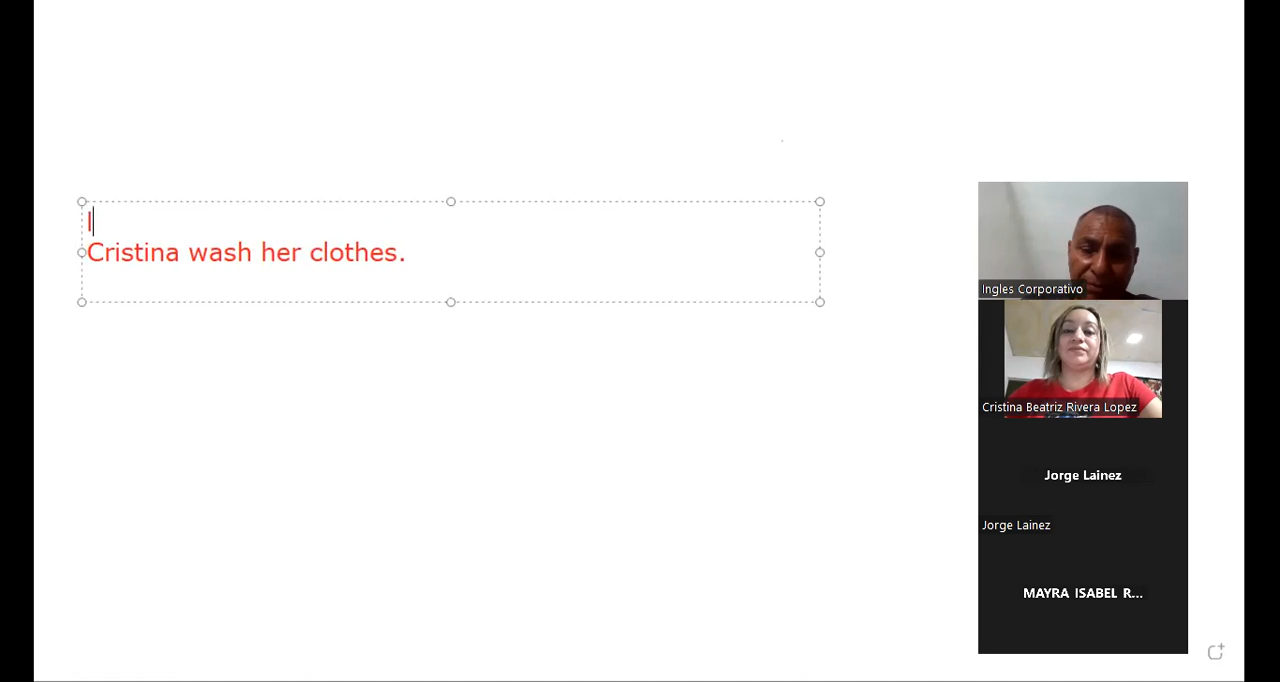 I
Cristina wash her clothes.
Ingles Corporativo
Cristina Beatriz Rivera Lopez
Jorge Lainez
Jorge Lainez
MAYRA ISABEL R...